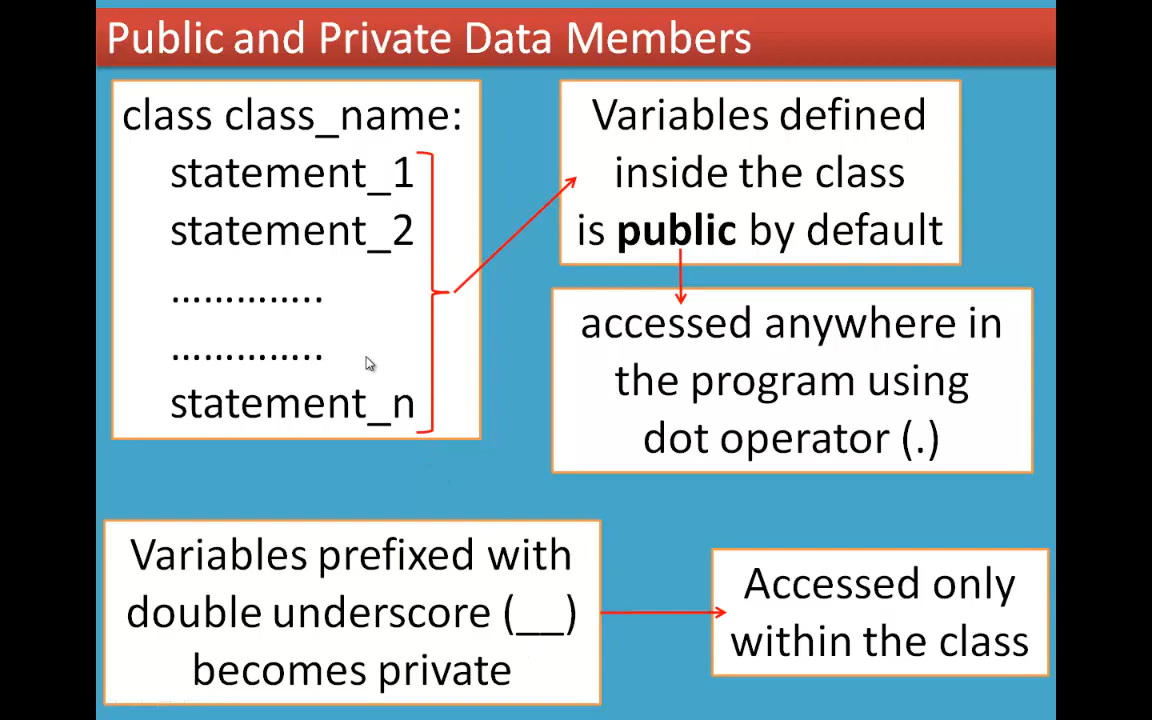 Public and Private Data Members
class class_name:
statement_1
statement_2
…………..
…………..
statement_n
Variables defined
inside the class
is public by default
accessed anywhere in
the program using
dot operator (.)
Variables prefixed with
double underscore (__)
becomes private
Accessed only
within the class